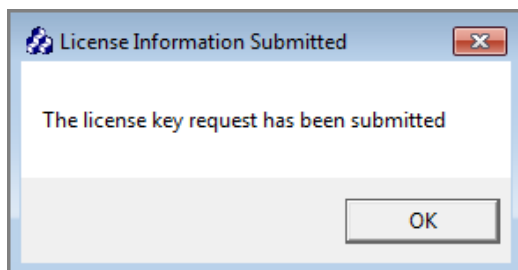 License Information Submitted
The license key request has been submitted
OK